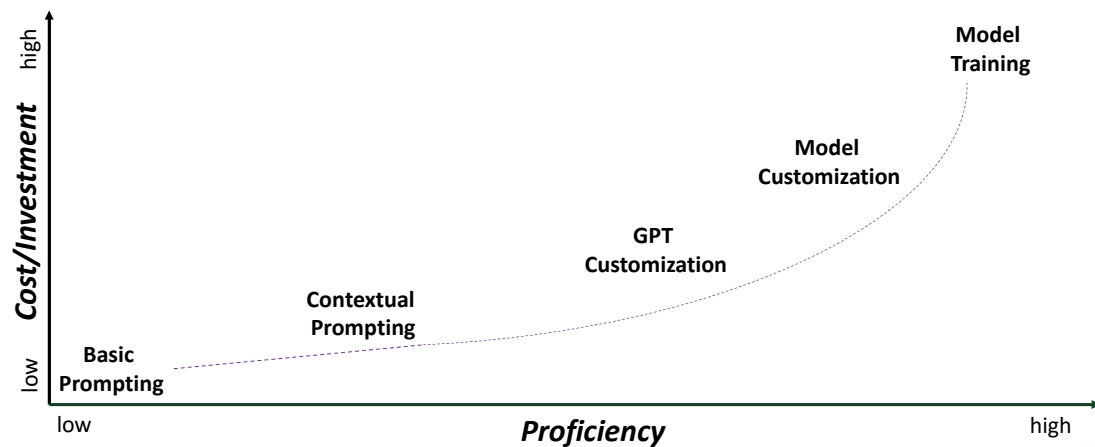 high
Model
Training
Cost/Investment
Model
Customization
GPT
Customization
Contextual
Prompting
low
Basic
Prompting
low
Proficiency
high